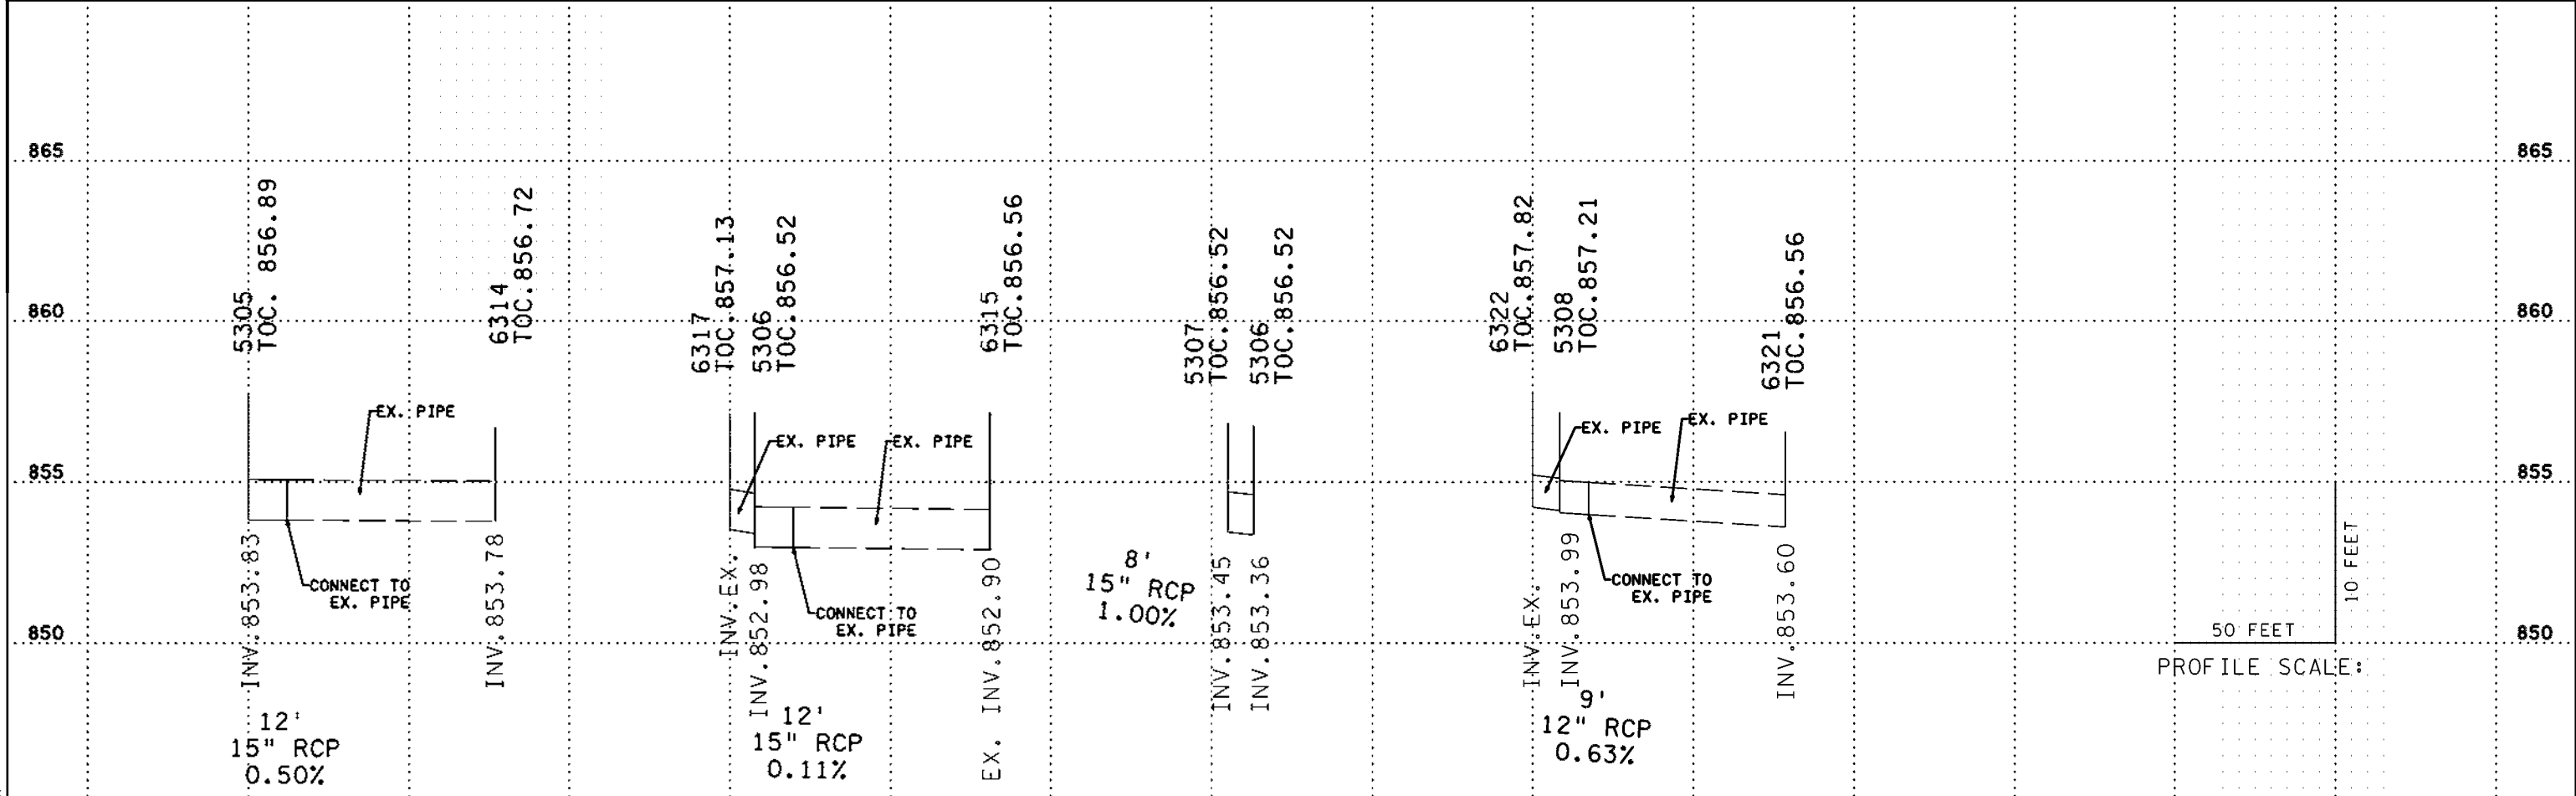 865
860
855
850
5305
TOC. 856.89
6314
TOC.856.72
EX. PIPE
CONNECT TO
EX. PIPE
INV.853.83
INV.853.78
12'
15" RCP
0.50%
6317
TOC.857.13
5306
TOC.856.52
6315
TOC.856.56
EX. PIPE
EX. PIPE
CONNECT TO
EX. PIPE
INV.EX.
INV.852.98
EX. INV.852.90
12'
15" RCP
0.11%
5307
TOC.856.52
5306
TOC.856.52
8'
15" RCP
1.00%
INV.853.45
INV.853.36
6322
TOC.857.82
5308
TOC.857.21
6321
TOC.856.56
EX. PIPE
EX. PIPE
CONNECT TO
EX. PIPE
INV.EX.
INV.853.99
INV.853.60
9'
12" RCP
0.63%
865
860
855
850
10 FEET
50 FEET
PROFILE SCALE: